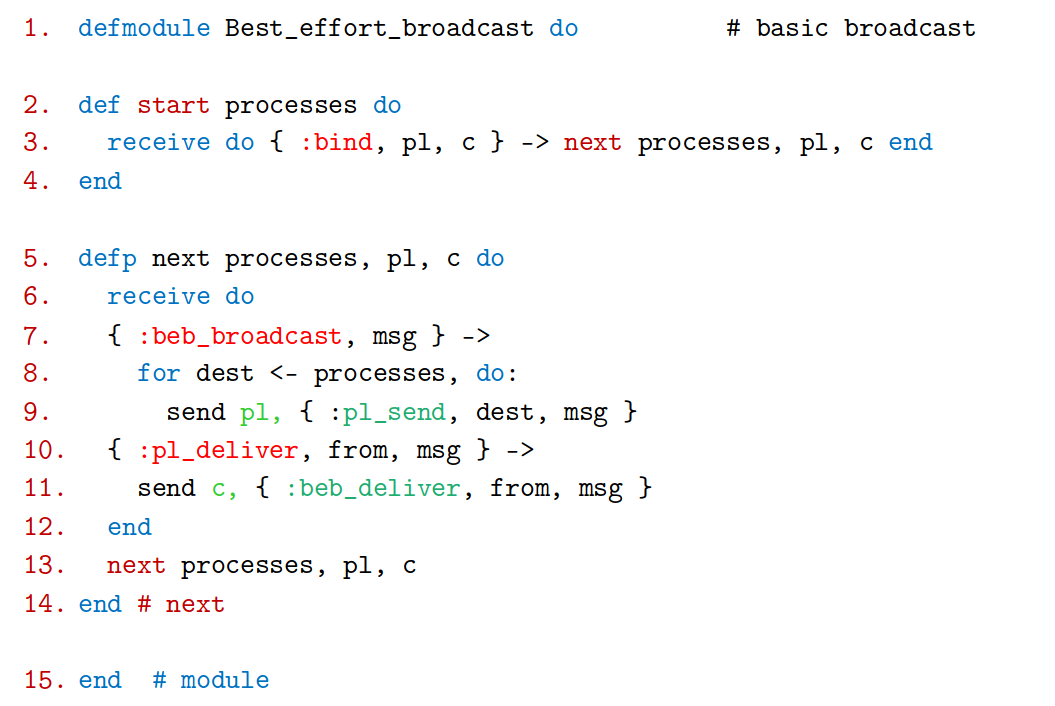 1. defmodule Best_effort_broadcast do # basic broadcast
2. def start processes do
3. receive do { :bind, pl, c } -> next processes, pl, c end
4. end
5. defp next processes, pl, c do
6. receive do
7. { :beb_broadcast, msg } ->
8. for dest <- processes, do:
9. send pl, { :pl_send, dest, msg }
10. { :pl_deliver, from, msg } ->
11. send c, { :beb_deliver, from, msg }
12. end
13. next processes, pl, c
14. end # next
15. end # module